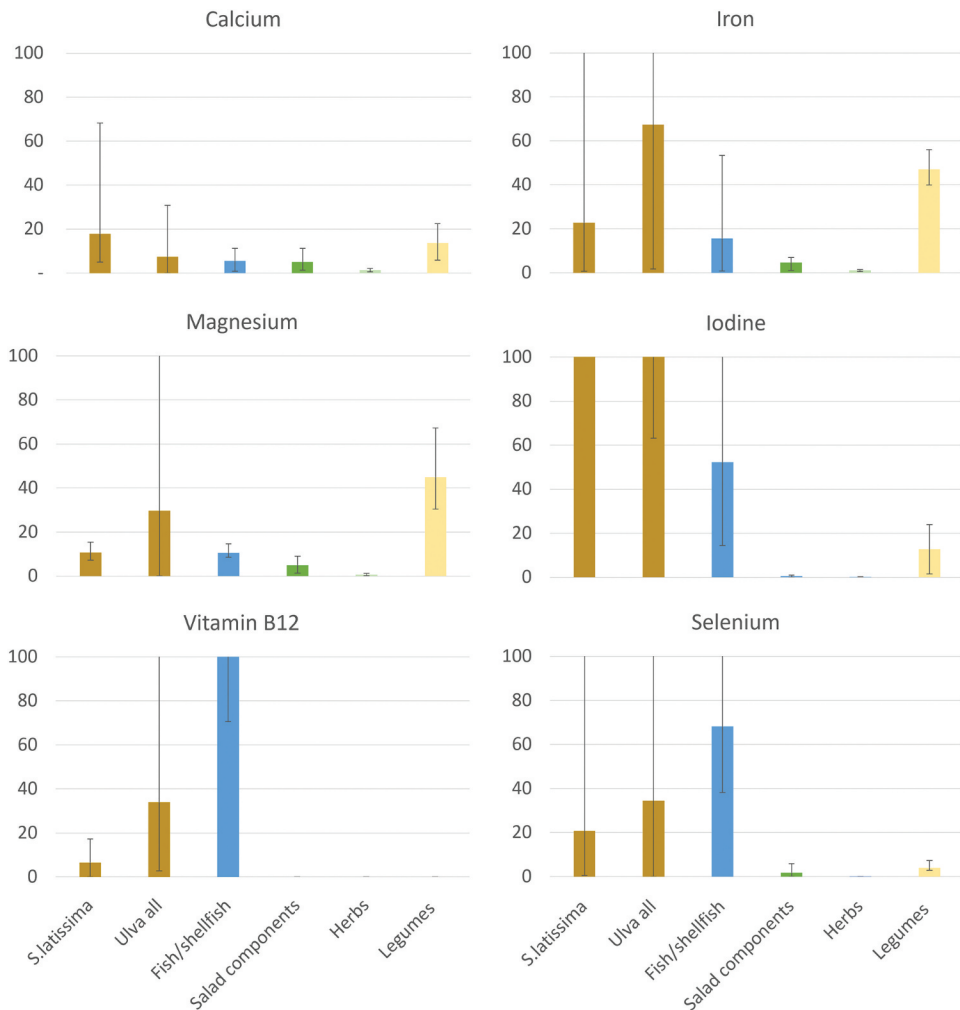 Calcium
100
80
60
40
20
-
Iron
100
80
60
40
20
0
Magnesium
100
80
60
40
20
0
Iodine
100
80
60
40
20
0
Vitamin B12
100
80
60
40
20
0
S.latissima
Ulva all
Fish/shellfish
Salad components
Herbs
Legumes
Selenium
100
80
60
40
20
0
S.latissima
Ulva all
Fish/shellfish
Salad components
Herbs
Legumes